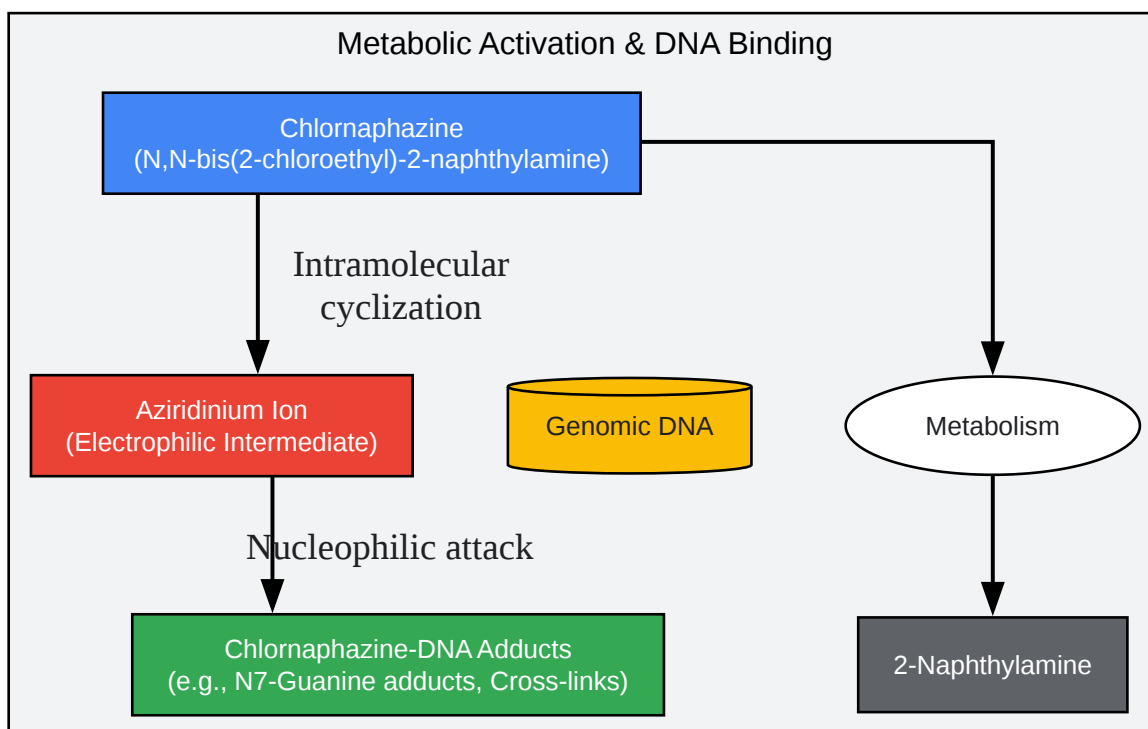 Metabolic Activation & DNA Binding
Chlornaphazine
(N,N-bis(2-chloroethyl)-2-naphthylamine)
Intramolecular
cyclization
Aziridinium Ion
(Electrophilic Intermediate)
Genomic DNA
Metabolism
Nucleophilic attack
Chlornaphazine-DNA Adducts
(e.g., N7-Guanine adducts, Cross-links)
2-Naphthylamine